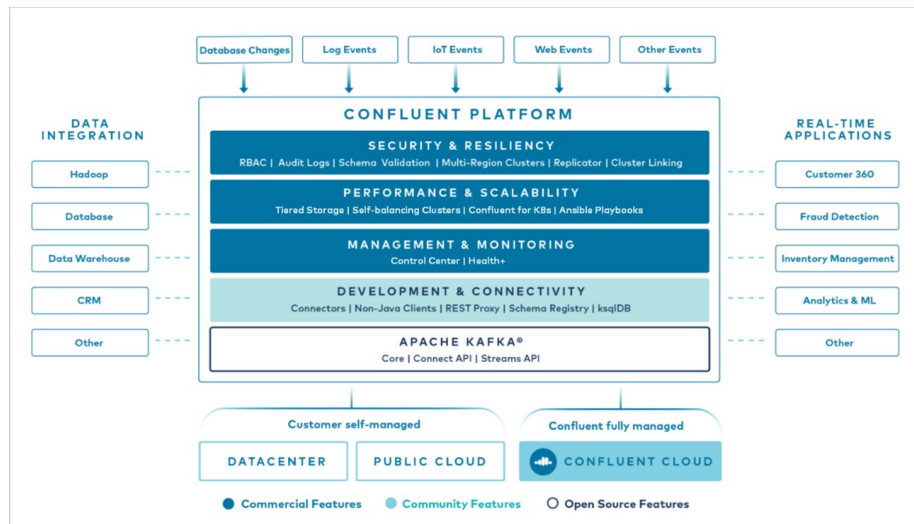 Database Changes
Log Events
IoT Events
Web Events
Other Events
DATA
INTEGRATION
Hadoop
Database
Data Warehouse
CRM
Other
CONFLUENT PLATFORM
SECURITY & RESILIENCY
RBAC | Audit Logs | Schema Validation | Multi-Region Clusters | Replicator | Cluster Linking
PERFORMANCE & SCALABILITY
Tiered Storage | Self-balancing Clusters | Confluent for K8s | Ansible Playbooks
MANAGEMENT & MONITORING
Control Center | Health+
DEVELOPMENT & CONNECTIVITY
Connectors | Non-Java Clients | REST Proxy | Schema Registry | ksqlDB
APACHE KAFKA®
Core | Connect API | Streams API
REAL-TIME
APPLICATIONS
Customer 360
Fraud Detection
Inventory Management
Analytics & ML
Other
Customer self-managed
Confluent fully managed
DATACENTER
PUBLIC CLOUD
CONFLUENT CLOUD
Commercial Features
Community Features
Open Source Features